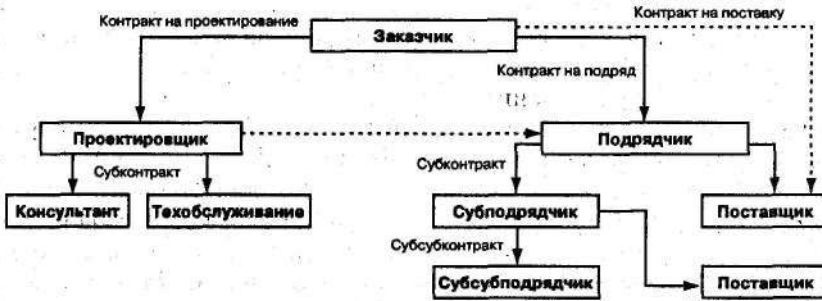 Контракт на проектирование
Контракт на поставку
Заказчик
Контракт на подряд
Проектировщик
Подрядчик
Субконтракт
Субконтракт
Консультант
Техобслуживание
Субподрядчик
Поставщик
Субсубконтракт
Субсубподрядчик
Поставщик